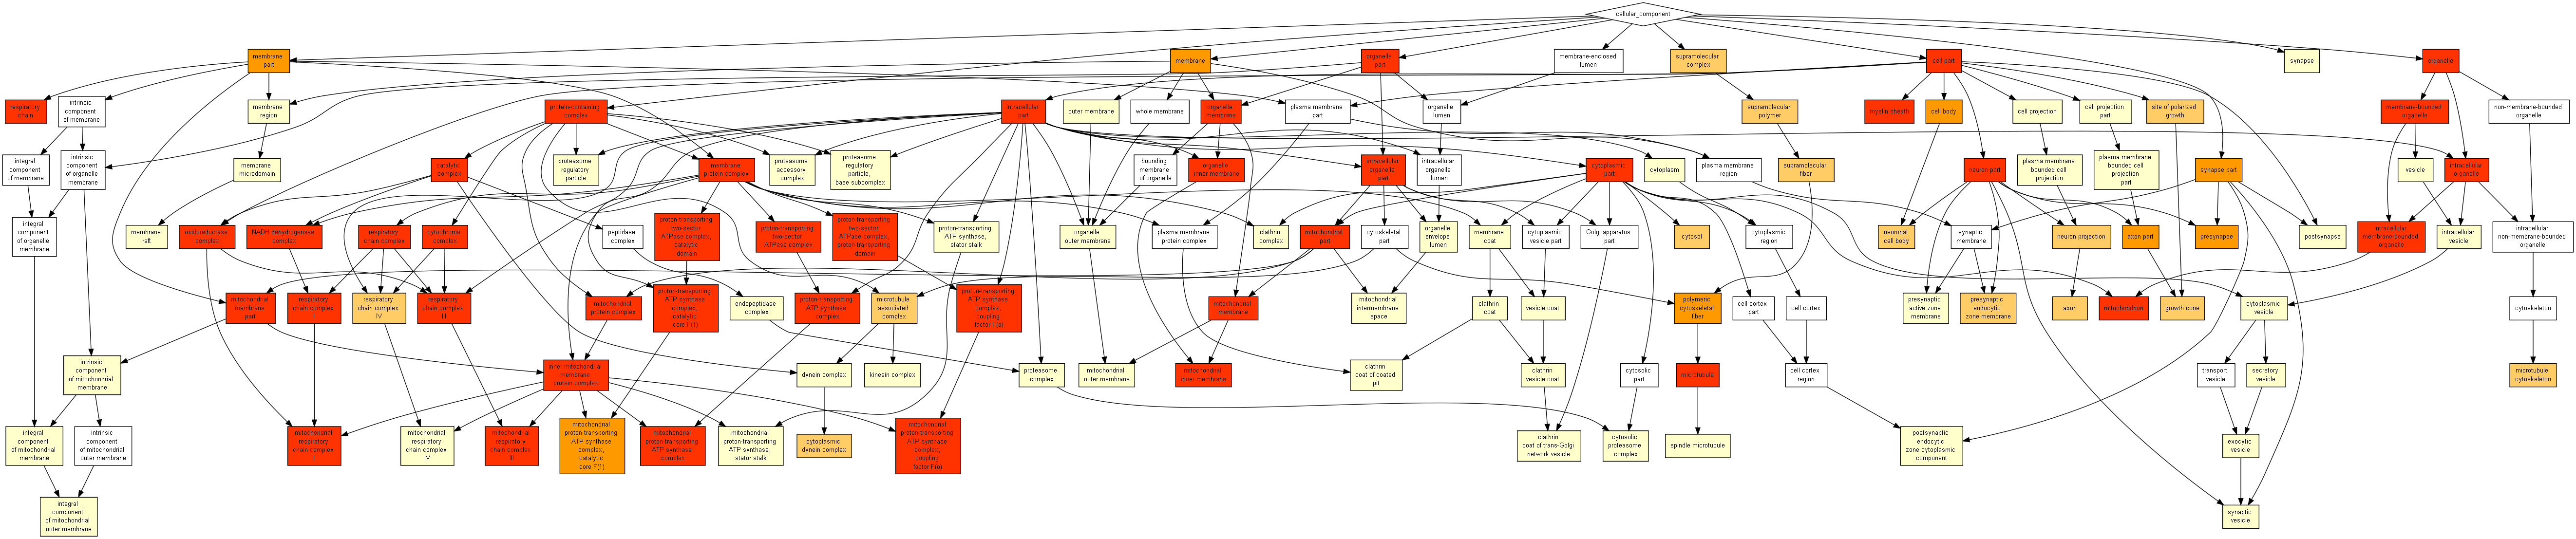 cellular_component
membrane
part
membrane
organelle
part
membrane-enclosed
lumen
supramolecular
complex
cell part
synapse
organelle
respiratory
chain
intrinsic
component
of membrane
membrane
region
protein-containing
complex
intracellular
part
outer membrane
whole membrane
organelle
membrane
plasma membrane
part
organelle
lumen
supramolecular
polymer
myelin sheath
cell body
cell projection
cell projection
part
site of polarized
growth
membrane-bounded
organelle
non-membrane-bounded
organelle
integral
component
of membrane
intrinsic
component
of organelle
membrane
membrane
microdomain
catalytic
complex
proteasome
regulatory
particle
membrane
protein complex
proteasome
accessory
complex
proteasome
regulatory
particle,
base subcomplex
bounding
membrane
of organelle
organelle
inner membrane
intracellular
organelle
part
intracellular
organelle
lumen
cytoplasmic
part
cytoplasm
plasma membrane
region
supramolecular
fiber
neuron part
plasma membrane
bounded cell
projection
plasma membrane
bounded cell
projection
part
synapse part
vesicle
intracellular
organelle
integral
component
of organelle
membrane
membrane
raft
oxidoreductase
complex
NADH dehydrogenase
complex
respiratory
chain complex
cytochrome
complex
peptidase
complex
proton-transporting
two-sector
ATPase complex,
catalytic
domain
proton-transporting
two-sector
ATPase complex
proton-transporting
two-sector
ATPase complex,
proton-transporting
domain
proton-transporting
ATP synthase,
stator stalk
organelle
outer membrane
plasma membrane
protein complex
clathrin
complex
mitochondrial
part
cytoskeletal
part
organelle
envelope
lumen
membrane
coat
cytoplasmic
vesicle part
Golgi apparatus
part
cytosol
cytoplasmic
region
neuronal
cell body
synaptic
membrane
neuron projection
axon part
presynapse
postsynapse
intracellular
membrane-bounded
organelle
intracellular
vesicle
intracellular
non-membrane-bounded
organelle
mitochondrial
membrane
part
respiratory
chain complex
I
respiratory
chain complex
IV
respiratory
chain complex
III
mitochondrial
protein complex
proton-transporting
ATP synthase
complex,
catalytic
core F(1)
endopeptidase
complex
proton-transporting
ATP synthase
complex
microtubule
associated
complex
proton-transporting
ATP synthase
complex,
coupling
factor F(o)
mitochondrial
membrane
mitochondrial
intermembrane
space
clathrin
coat
vesicle coat
polymeric
cytoskeletal
fiber
cell cortex
part
cell cortex
presynaptic
active zone
membrane
presynaptic
endocytic
zone membrane
axon
mitochondrion
growth cone
cytoplasmic
vesicle
cytoskeleton
intrinsic
component
of mitochondrial
membrane
inner mitochondrial
membrane
protein complex
dynein complex
kinesin complex
proteasome
complex
mitochondrial
outer membrane
mitochondrial
inner membrane
clathrin
coat of coated
pit
clathrin
vesicle coat
cytosolic
part
microtubule
cell cortex
region
transport
vesicle
secretory
vesicle
microtubule
cytoskeleton
integral
component
of mitochondrial
membrane
intrinsic
component
of mitochondrial
outer membrane
mitochondrial
respiratory
chain complex
I
mitochondrial
respiratory
chain complex
IV
mitochondrial
respiratory
chain complex
III
mitochondrial
proton-transporting
ATP synthase
complex,
catalytic
core F(1)
mitochondrial
proton-transporting
ATP synthase
complex
mitochondrial
proton-transporting
ATP synthase,
stator stalk
cytoplasmic
dynein complex
mitochondrial
proton-transporting
ATP synthase
complex,
coupling
factor F(o)
clathrin
coat of trans-Golgi
network vesicle
cytosolic
proteasome
complex
spindle microtubule
postsynaptic
endocytic
zone cytoplasmic
component
exocytic
vesicle
integral
component
of mitochondrial
outer membrane
synaptic
vesicle